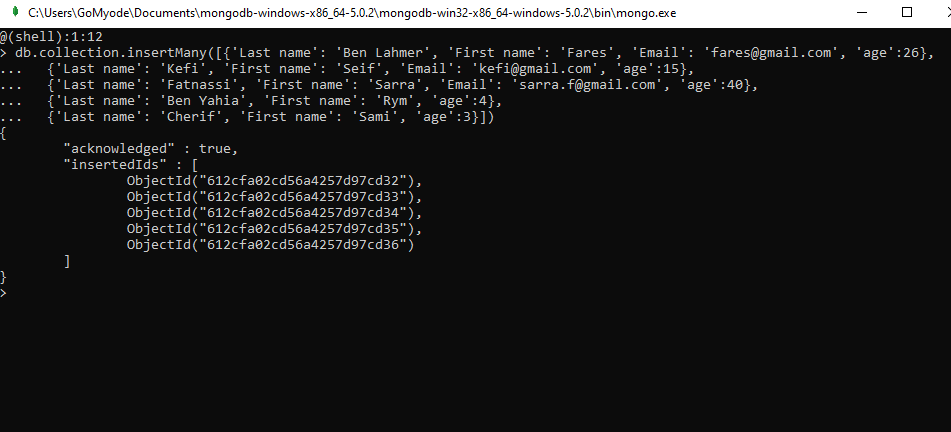 C:\Users\GoMyode\Documents\mongodb-windows-x86_64-5.0.2\mongodb-win32-x86_64-windows-5.0.2\bin\mongo.exe
@(shell):1:12
> db.collection.insertMany([{'Last name': 'Ben Lahmer', 'First name': 'Fares', 'Email': 'fares@gmail.com', 'age':26},
...   {'Last name': 'Kefi', 'First name': 'Seif', 'Email': 'kefi@gmail.com', 'age':15},
...   {'Last name': 'Fatnassi', 'First name': 'Sarra', 'Email': 'sarra.f@gmail.com', 'age':40},
...   {'Last name': 'Ben Yahia', 'First name': 'Rym', 'age':4},
...   {'Last name': 'Cherif', 'First name': 'Sami', 'age':3}])
{
        "acknowledged" : true,
        "insertedIds" : [
                ObjectId("612cfa02cd56a4257d97cd32"),
                ObjectId("612cfa02cd56a4257d97cd33"),
                ObjectId("612cfa02cd56a4257d97cd34"),
                ObjectId("612cfa02cd56a4257d97cd35"),
                ObjectId("612cfa02cd56a4257d97cd36")
        ]
}
>